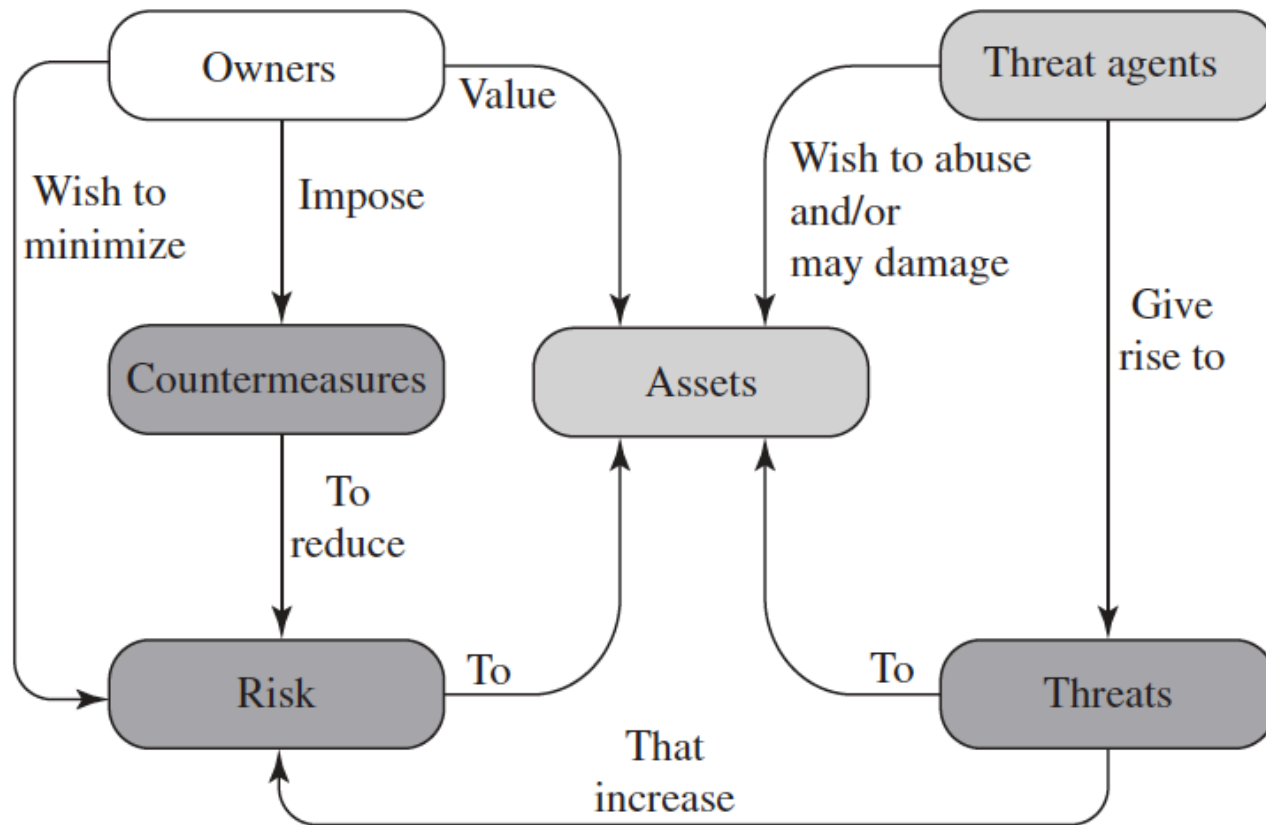 Owners
Threat agents
Value
Wish to
minimize
Impose
Wish to abuse
and/or
may damage
Give
rise to
Countermeasures
Assets
To
reduce
Risk
To
To
Threats
That
increase